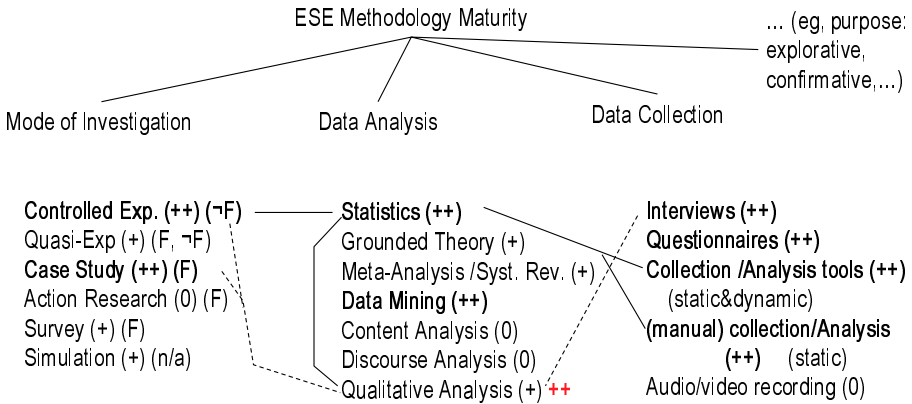 ESE Methodology Maturity
... (eg, purpose:
explorative,
confirmative,...)
Mode of Investigation
Data Analysis
Data Collection
Controlled Exp. (++) (¬F)
Quasi-Exp (+) (F, ¬F)
Case Study (++) (F)
Action Research (0) (F)
Survey (+) (F)
Simulation (+) (n/a)
Statistics (++)
Grounded Theory (+)
Meta-Analysis /Syst. Rev. (+)
Data Mining (++)
Content Analysis (0)
Discourse Analysis (0)
Qualitative Analysis (+) ++
Interviews (++)
Questionnaires (++)
Collection /Analysis tools (++)
(static&dynamic)
(manual) collection/Analysis
(++) (static)
Audio/video recording (0)